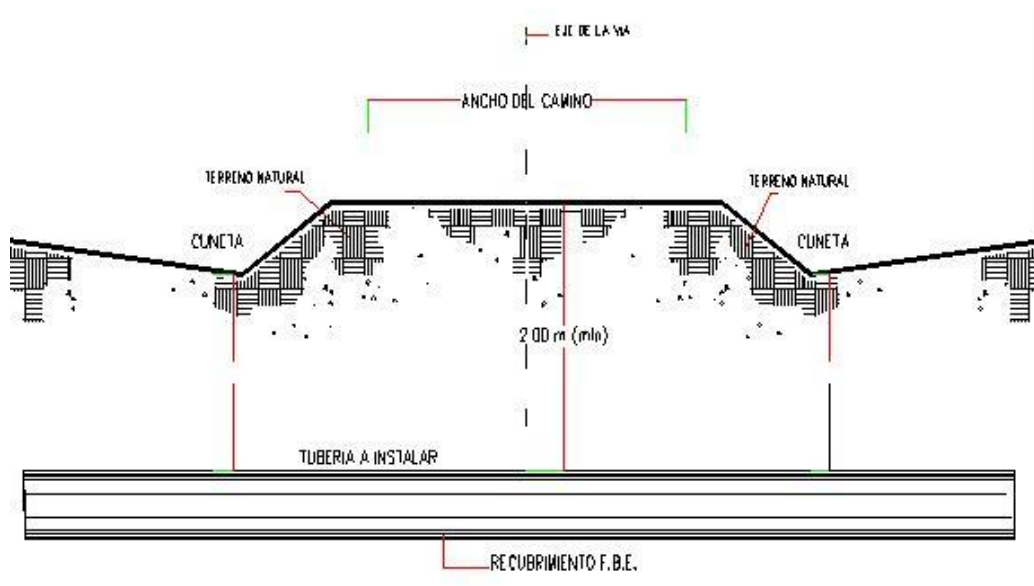 EJE DE LA VIA
ANCHO DEL CAMINO
TERRENO NATURAL
TERRENO NATURAL
CUNETA
CUNETA
2.00 m (min)
TUBERIA A INSTALAR
RECUBRIMIENTO F.B.E.